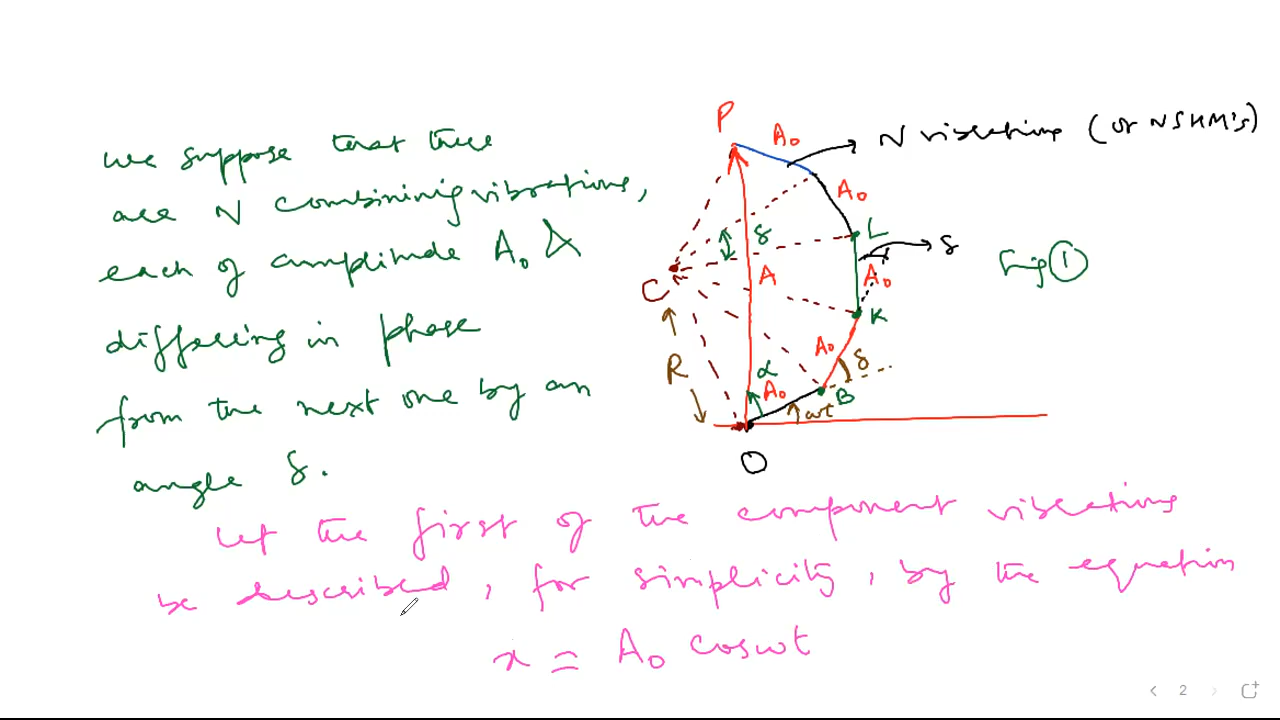 P
A₀
N vibrations (or N SHM's)
we suppose that there
are N combining vibrations,
each of amplitude A₀ &
differing in phase
from the next one by an
angle δ.
A₀
L
δ
δ
A
A₀
Fig ①
C
K
R
A₀
δ
α
A₀
B
ωt
O
Let the first of the component vibrations
be described, for simplicity, by the equation
x = A₀ cosωt
2